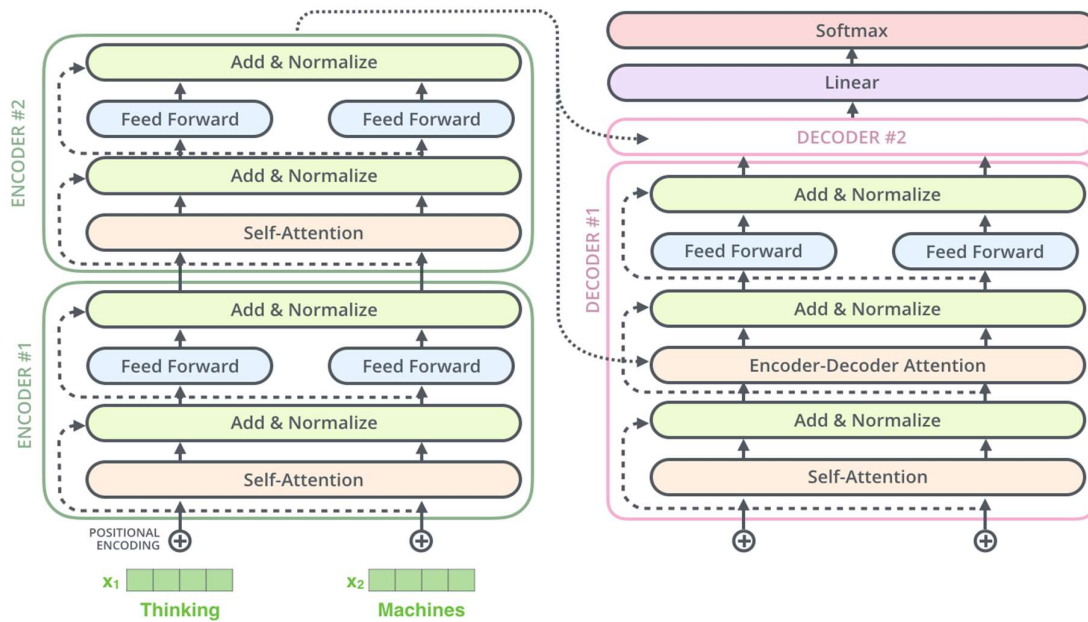 ENCODER #2
Add & Normalize
Feed Forward
Feed Forward
Add & Normalize
Self-Attention
ENCODER #1
Add & Normalize
Feed Forward
Feed Forward
Add & Normalize
Self-Attention
POSITIONAL
ENCODING
x₁
Thinking
x₂
Machines
Softmax
Linear
DECODER #2
DECODER #1
Add & Normalize
Feed Forward
Feed Forward
Add & Normalize
Encoder-Decoder Attention
Add & Normalize
Self-Attention